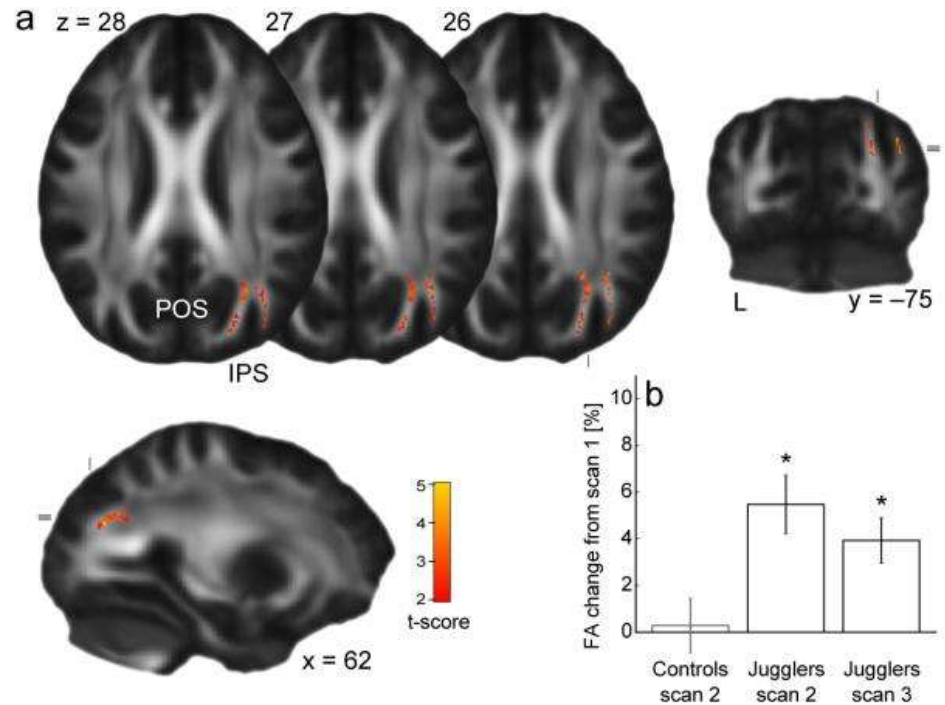 a
z = 28
27
26
POS
IPS
L
y = –75
5
4
3
2
t-score
x = 62
b
FA change from scan 1 [%]
10
8
6
4
2
0
*
*
Controls
scan 2
Jugglers
scan 2
Jugglers
scan 3